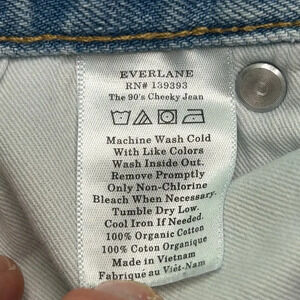 EVERLANE
RN# 139393
The 90's Cheeky Jean
Machine Wash Cold
With Like Colors
Wash Inside Out.
Remove Promptly
Only Non-Chlorine
Bleach When Necessary.
Tumble Dry Low.
Cool Iron If Needed.
100% Organic Cotton
100% Coton Organique
Made in Vietnam
Fabriqué au Viêt-Nam